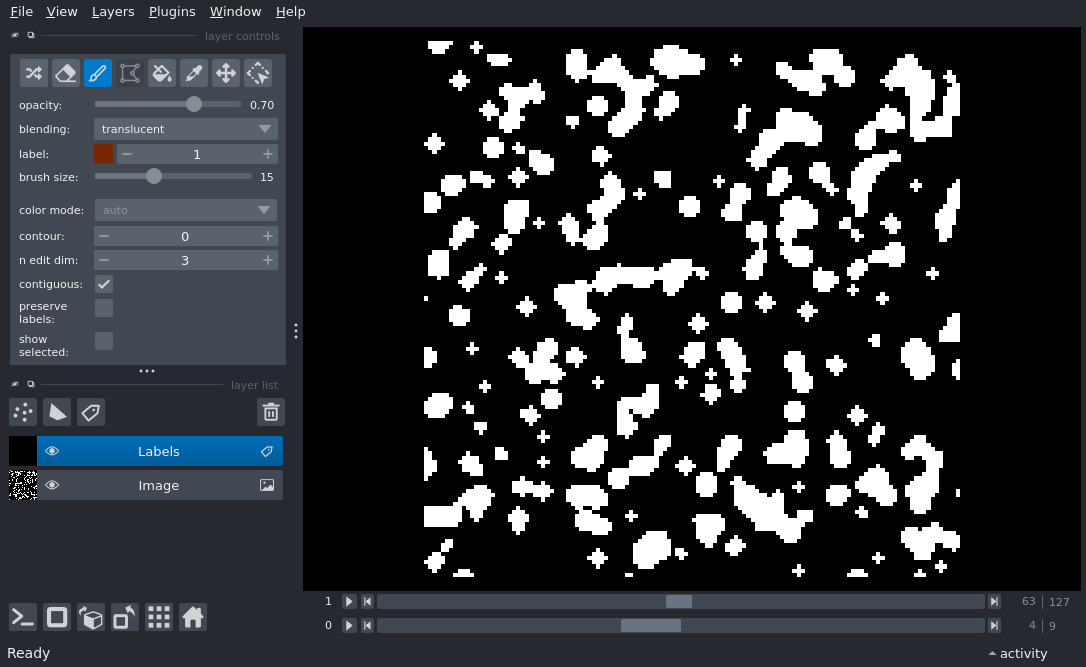 File View Layers Plugins Window Help
layer controls
opacity: 0.70
blending: translucent
label: 1
brush size: 15
color mode: auto
contour: 0
n edit dim: 3
contiguous:
preserve
labels:
show
selected:
layer list
Labels
Image
1 63 127
0 4 9
Ready activity